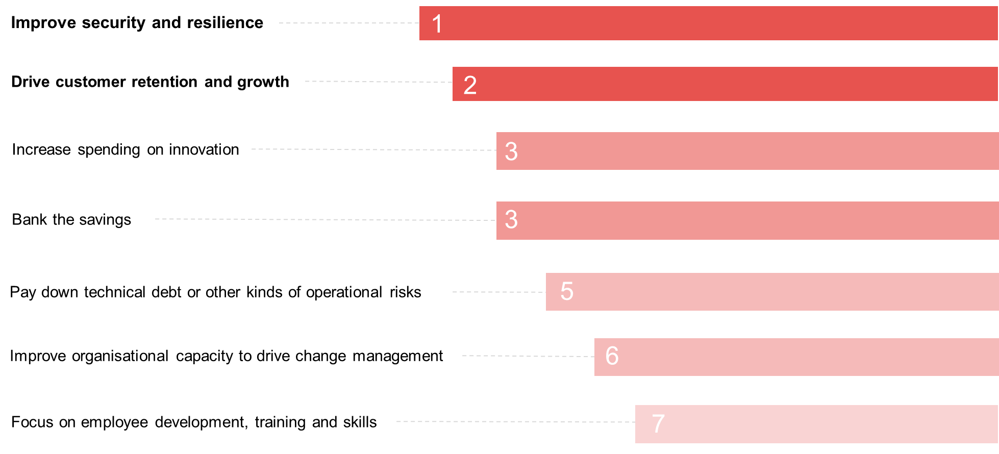 Improve security and resilience 1
Drive customer retention and growth 2
Increase spending on innovation 3
Bank the savings 3
Pay down technical debt or other kinds of operational risks 5
Improve organisational capacity to drive change management 6
Focus on employee development, training and skills 7